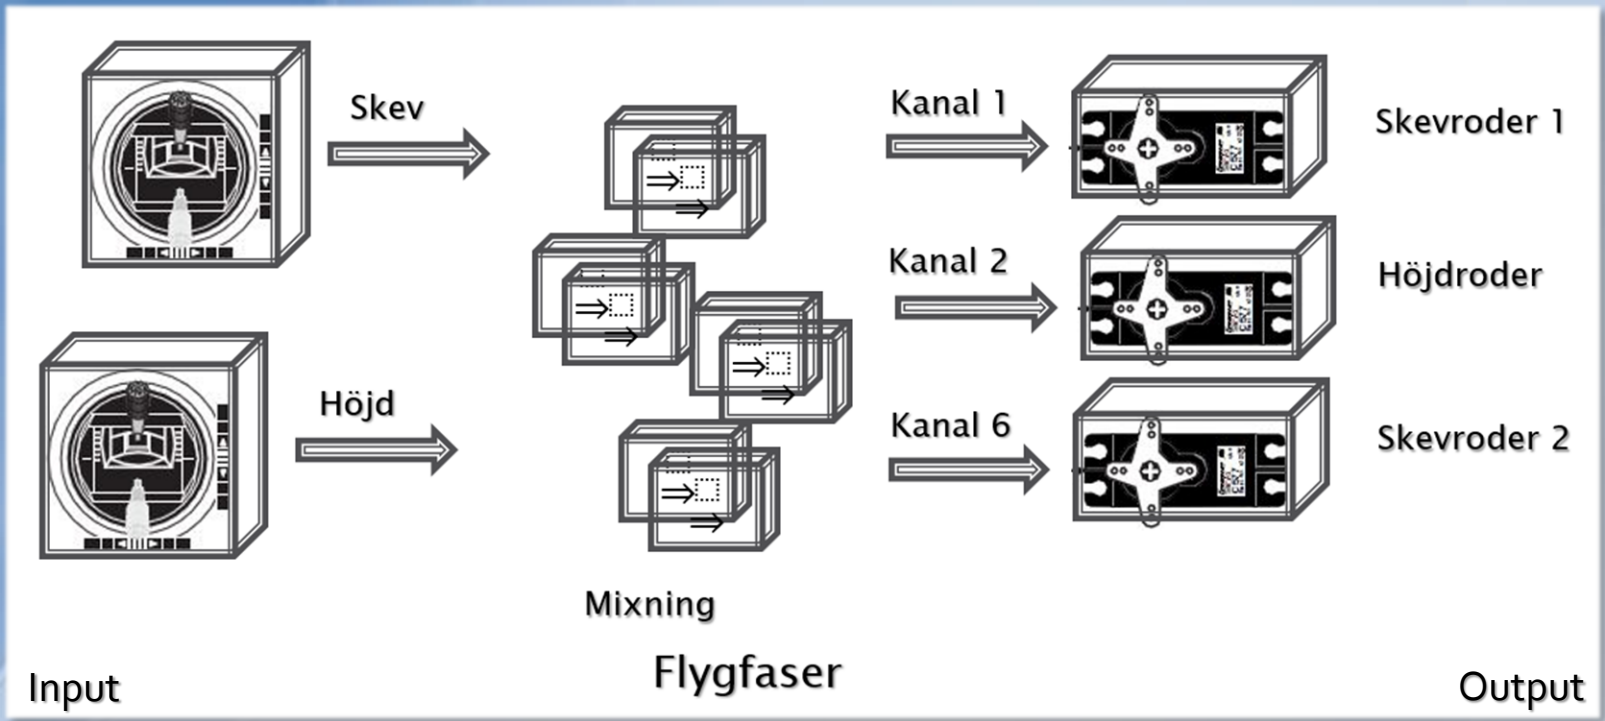 Skev
Kanal 1
Skevroder 1
Kanal 2
Höjdroder
Höjd
Kanal 6
Skevroder 2
Mixning
Flygfaser
Input
Output